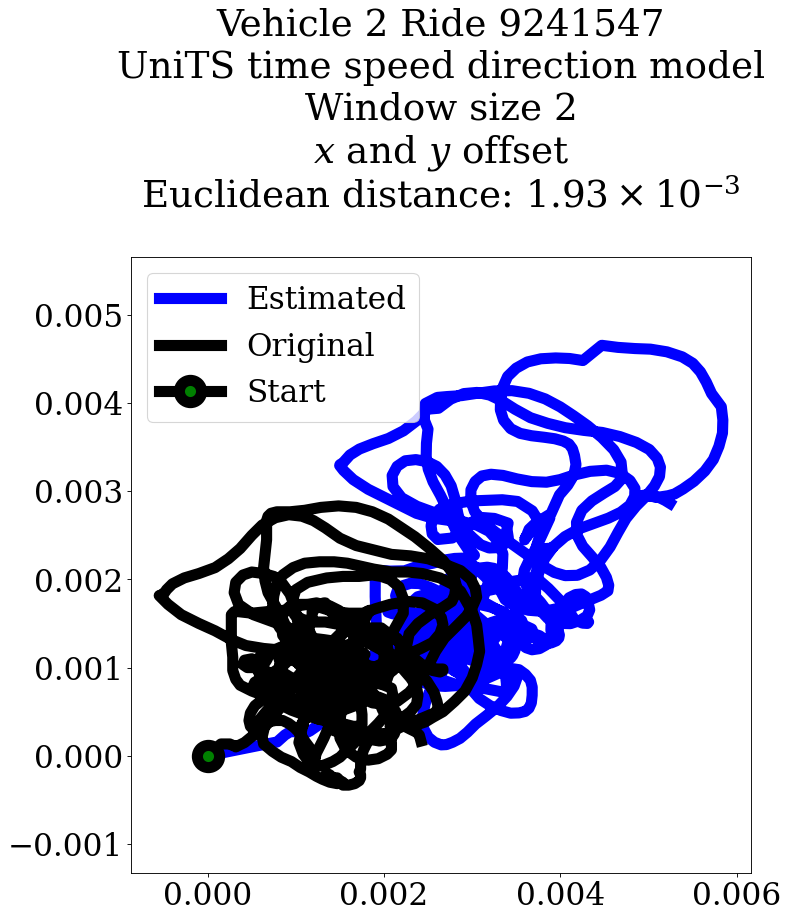 Vehicle 2 Ride 9241547
UniTS time speed direction model
Window size 2
x and y offset
Euclidean distance: 1.93 × 10⁻³
Estimated
Original
Start
0.005
0.004
0.003
0.002
0.001
0.000
−0.001
0.000 0.002 0.004 0.006